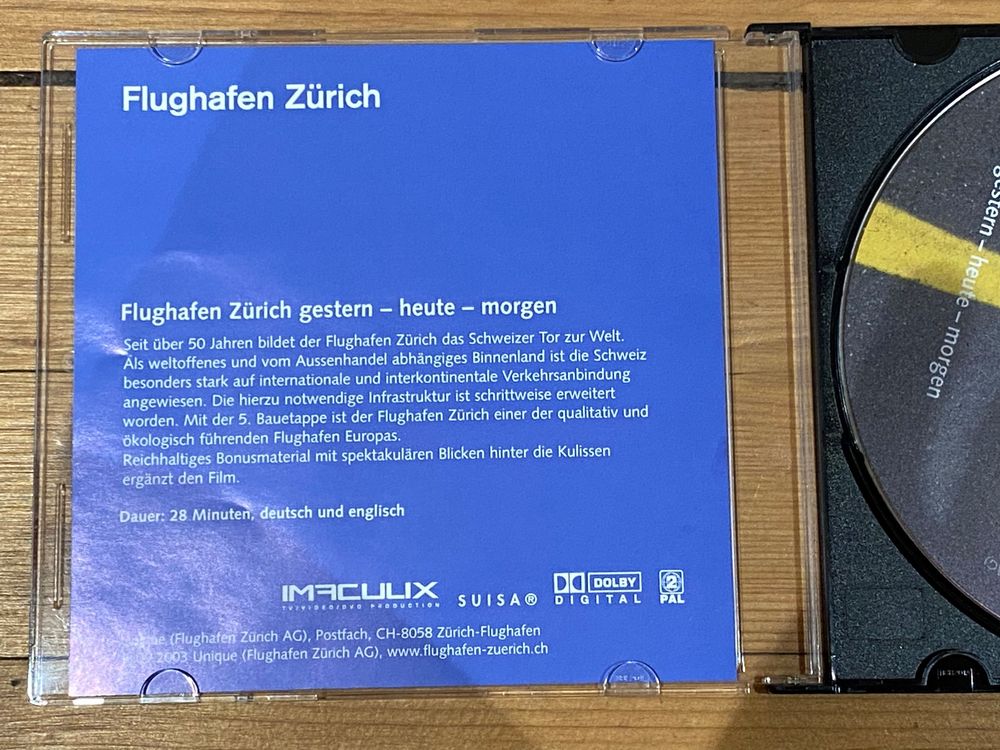 Flughafen Zürich
Flughafen Zürich gestern – heute – morgen
Seit über 50 Jahren bildet der Flughafen Zürich das Schweizer Tor zur Welt.
Als weltoffenes und vom Aussenhandel abhängiges Binnenland ist die Schweiz
besonders stark auf internationale und interkontinentale Verkehrsanbindung
angewiesen. Die hierzu notwendige Infrastruktur ist schrittweise erweitert
worden. Mit der 5. Bauetappe ist der Flughafen Zürich einer der qualitativ und
ökologisch führenden Flughafen Europas.
Reichhaltiges Bonusmaterial mit spektakulären Blicken hinter die Kulissen
ergänzt den Film.
Dauer: 28 Minuten, deutsch und englisch
IMACULIX
TV/VIDEO/DVD PRODUCTION
SUISA®
DOLBY
DIGITAL
2
PAL
(Flughafen Zürich AG), Postfach, CH-8058 Zürich-Flughafen
2003 Unique (Flughafen Zürich AG), www.flughafen-zuerich.ch
gestern – heute – morgen